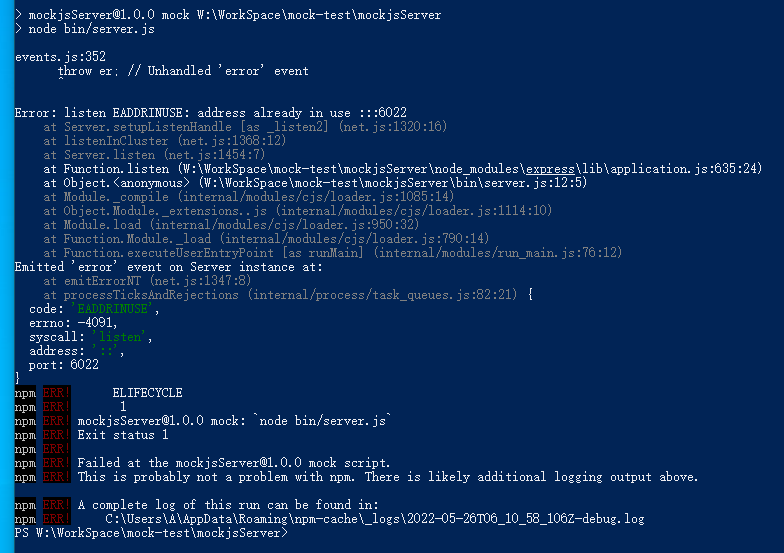 > mockjsServer@1.0.0 mock W:\WorkSpace\mock-test\mockjsServer
> node bin/server.js
events.js:352
throw er; // Unhandled 'error' event
^
Error: listen EADDRINUSE: address already in use :::6022
at Server.setupListenHandle [as _listen2] (net.js:1320:16)
at listenInCluster (net.js:1368:12)
at Server.listen (net.js:1454:7)
at Function.listen (W:\WorkSpace\mock-test\mockjsServer\node_modules\express\lib\application.js:635:24)
at Object.<anonymous> (W:\WorkSpace\mock-test\mockjsServer\bin\server.js:12:5)
at Module._compile (internal/modules/cjs/loader.js:1085:14)
at Object.Module._extensions..js (internal/modules/cjs/loader.js:1114:10)
at Module.load (internal/modules/cjs/loader.js:950:32)
at Function.Module._load (internal/modules/cjs/loader.js:790:14)
at Function.executeUserEntryPoint [as runMain] (internal/modules/run_main.js:76:12)
Emitted 'error' event on Server instance at:
at emitErrorNT (net.js:1347:8)
at processTicksAndRejections (internal/process/task_queues.js:82:21) {
code: 'EADDRINUSE',
errno: -4091,
syscall: 'listen',
address: '::',
port: 6022
}
npm ERR! ELIFECYCLE
npm ERR! 1
npm ERR! mockjsServer@1.0.0 mock: `node bin/server.js`
npm ERR! Exit status 1
npm ERR!
npm ERR! Failed at the mockjsServer@1.0.0 mock script.
npm ERR! This is probably not a problem with npm. There is likely additional logging output above.
npm ERR! A complete log of this run can be found in:
npm ERR! C:\Users\A\AppData\Roaming\npm-cache\_logs\2022-05-26T06_10_58_106Z-debug.log
PS W:\WorkSpace\mock-test\mockjsServer>